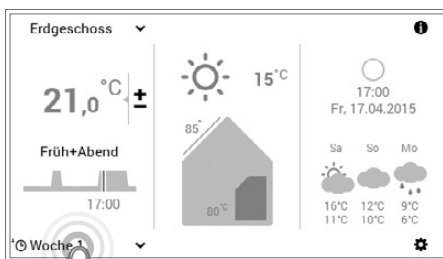 Erdgeschoss
21,0 °C ±
Früh+Abend
17:00
Woche 1
15°C
85°
80 °C
17:00
Fr, 17.04.2015
Sa So Mo
16°C 12°C 9°C
11°C 10°C 6°C